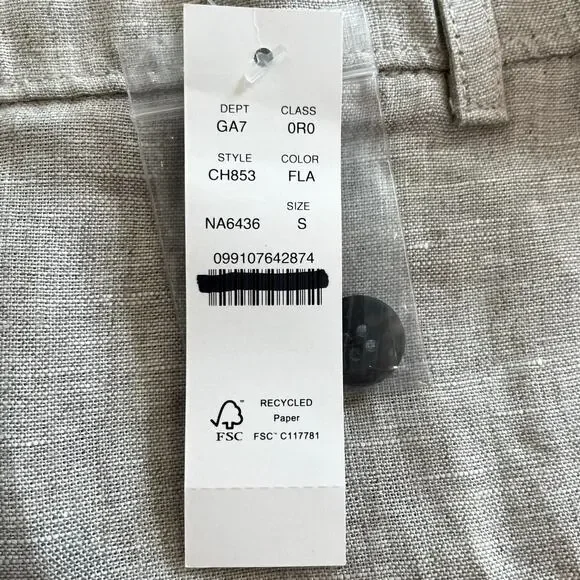 DEPT CLASS
GA7 0R0
STYLE COLOR
CH853 FLA
SIZE
NA6436 S
099107642874
RECYCLED
Paper
FSC™ C117781
FSC